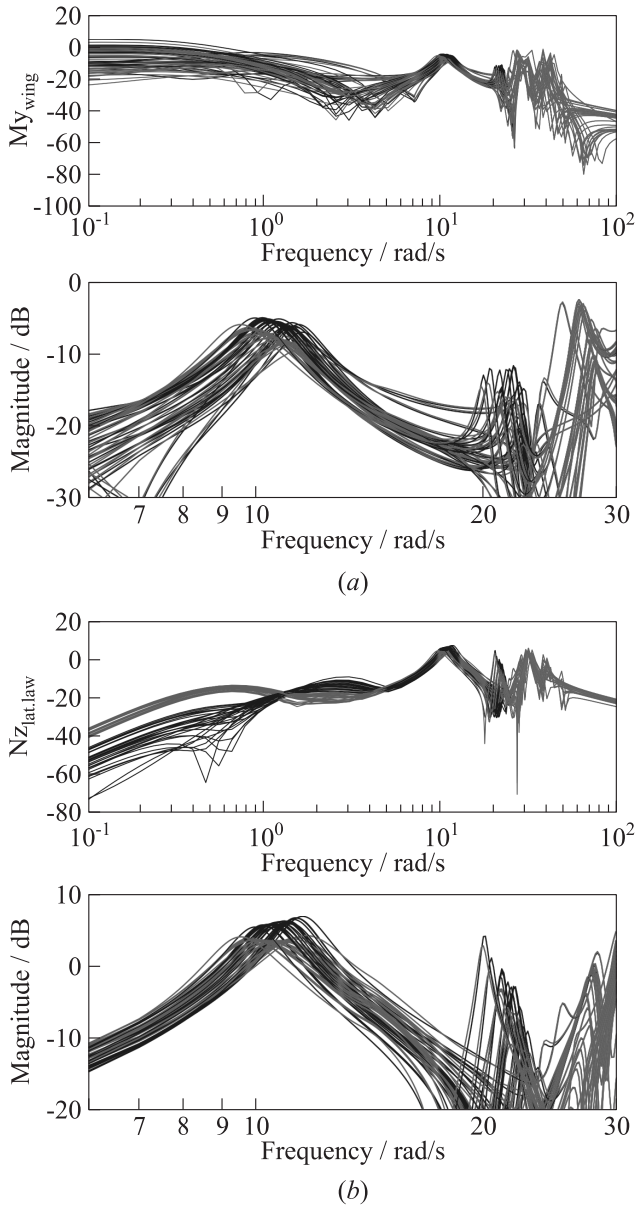 20
0
-20
-40
-60
-80
-100
My_wing
10^-1 10^0 10^1 10^2
Frequency / rad/s
0
-10
-20
-30
Magnitude / dB
7 8 9 10 20 30
Frequency / rad/s
(a)
20
0
-20
-40
-60
-80
Nz_lat.law
10^-1 10^0 10^1 10^2
Frequency / rad/s
10
0
-10
-20
Magnitude / dB
7 8 9 10 20 30
Frequency / rad/s
(b)